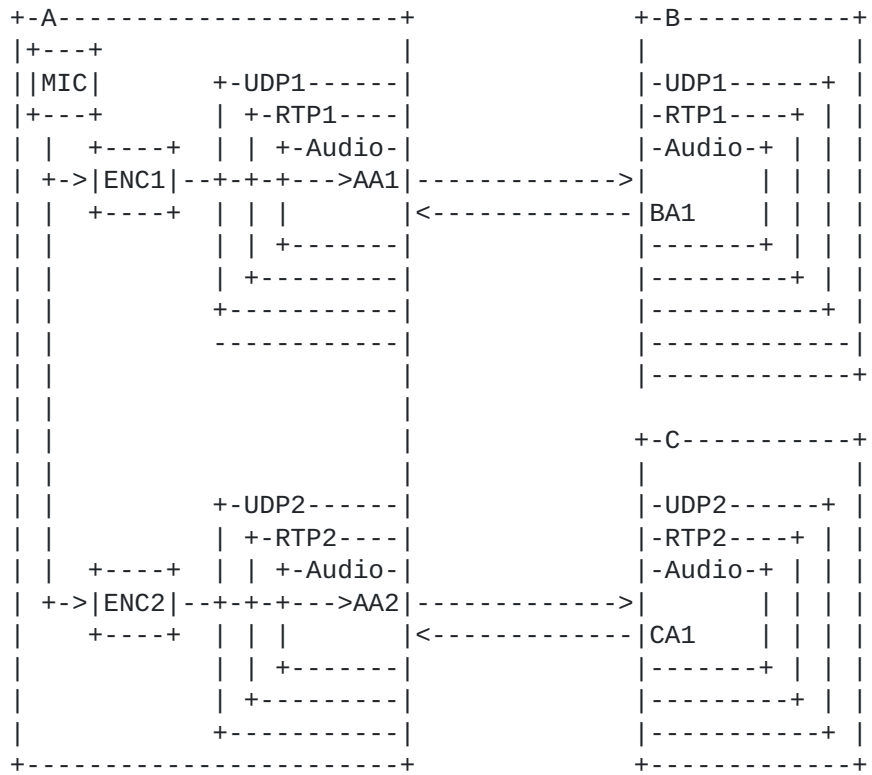 +-A----------------------+              +-B------------+
|+---+                   |              |              |
||MIC|       +-UDP1------|              |-UDP1------+  |
|+---+       | +-RTP1----|              |-RTP1----+ |  |
| |  +----+  | | +-Audio-|              |-Audio-+ | |  |
| +->|ENC1|--+-+-+--->AA1|------------->|       | | |  |
| |  +----+  | | |       |<-------------|BA1    | | |  |
| |          | | +-------|              |-------+ | |  |
| |          | +---------|              |---------+ |  |
| |          +-----------|              |-----------+  |
| |          ------------|              |-------------|
| |                      |              |-------------+
| |                      |
| |                      |              +-C------------+
| |                      |              |              |
| |          +-UDP2------|              |-UDP2------+  |
| |          | +-RTP2----|              |-RTP2----+ |  |
| |  +----+  | | +-Audio-|              |-Audio-+ | |  |
| +->|ENC2|--+-+-+--->AA2|------------->|       | | |  |
|    +----+  | | |       |<-------------|CA1    | | |  |
|            | | +-------|              |-------+ | |  |
|            | +---------|              |---------+ |  |
|            +-----------|              |-----------+  |
+------------------------+              +--------------+